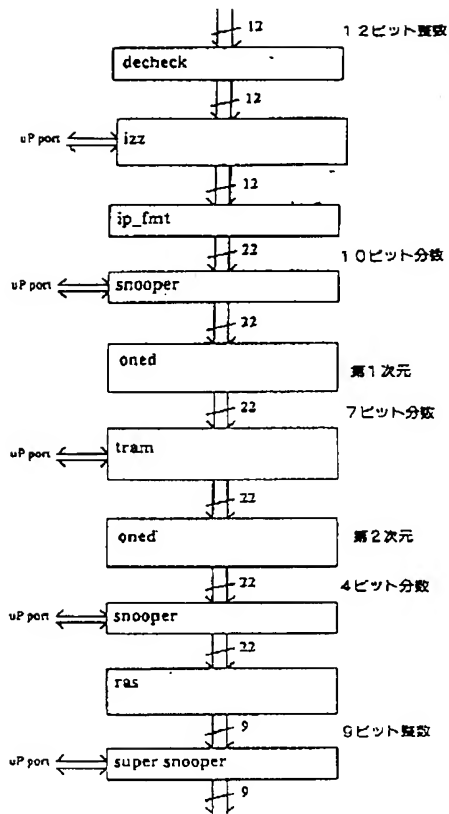 12 12ビット整数
decheck
12
uP port izz
12
ip_fmt
22 10ビット分数
uP port snooper
22
oned 第1次元
22 7ビット分数
uP port tram
22
oned 第2次元
22 4ビット分数
uP port snooper
22
ras
9 9ビット整数
uP port super snooper
9